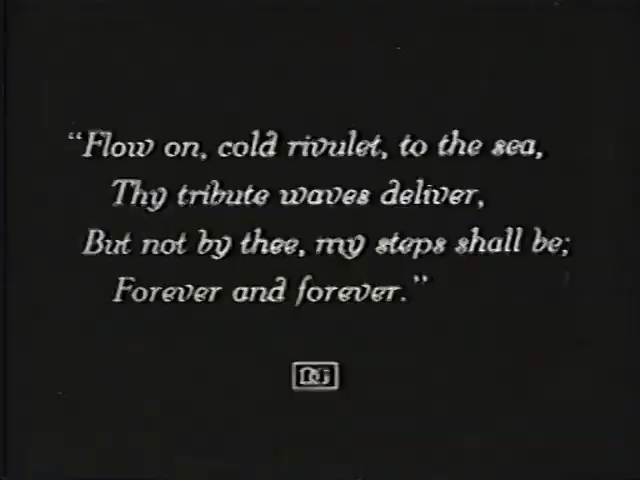 “Flow on, cold rivulet, to the sea,
Thy tribute waves deliver,
But not by thee, my steps shall be;
Forever and forever.”
DG